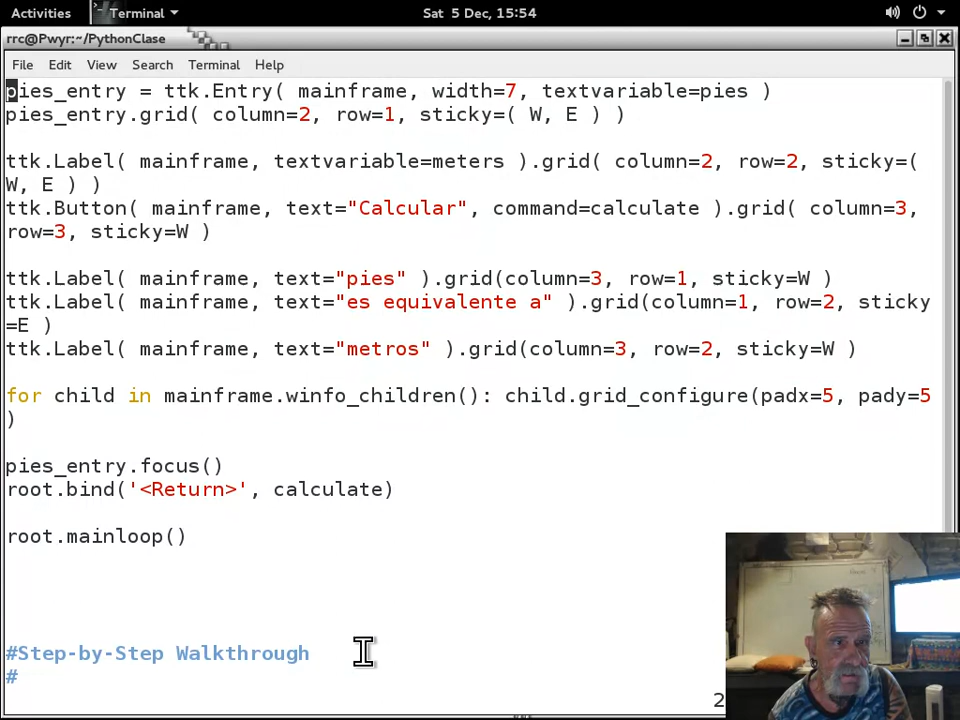 Activities Terminal Sat 5 Dec, 15:54
rrc@Pwyr:~/PythonClase
File Edit View Search Terminal Help
pies_entry = ttk.Entry( mainframe, width=7, textvariable=pies )
pies_entry.grid( column=2, row=1, sticky=( W, E ) )
ttk.Label( mainframe, textvariable=meters ).grid( column=2, row=2, sticky=(
W, E ) )
ttk.Button( mainframe, text="Calcular", command=calculate ).grid( column=3,
row=3, sticky=W )
ttk.Label( mainframe, text="pies" ).grid(column=3, row=1, sticky=W )
ttk.Label( mainframe, text="es equivalente a" ).grid(column=1, row=2, sticky
=E )
ttk.Label( mainframe, text="metros" ).grid(column=3, row=2, sticky=W )
for child in mainframe.winfo_children(): child.grid_configure(padx=5, pady=5
)
pies_entry.focus()
root.bind('<Return>', calculate)
root.mainloop()
#Step-by-Step Walkthrough
#
2